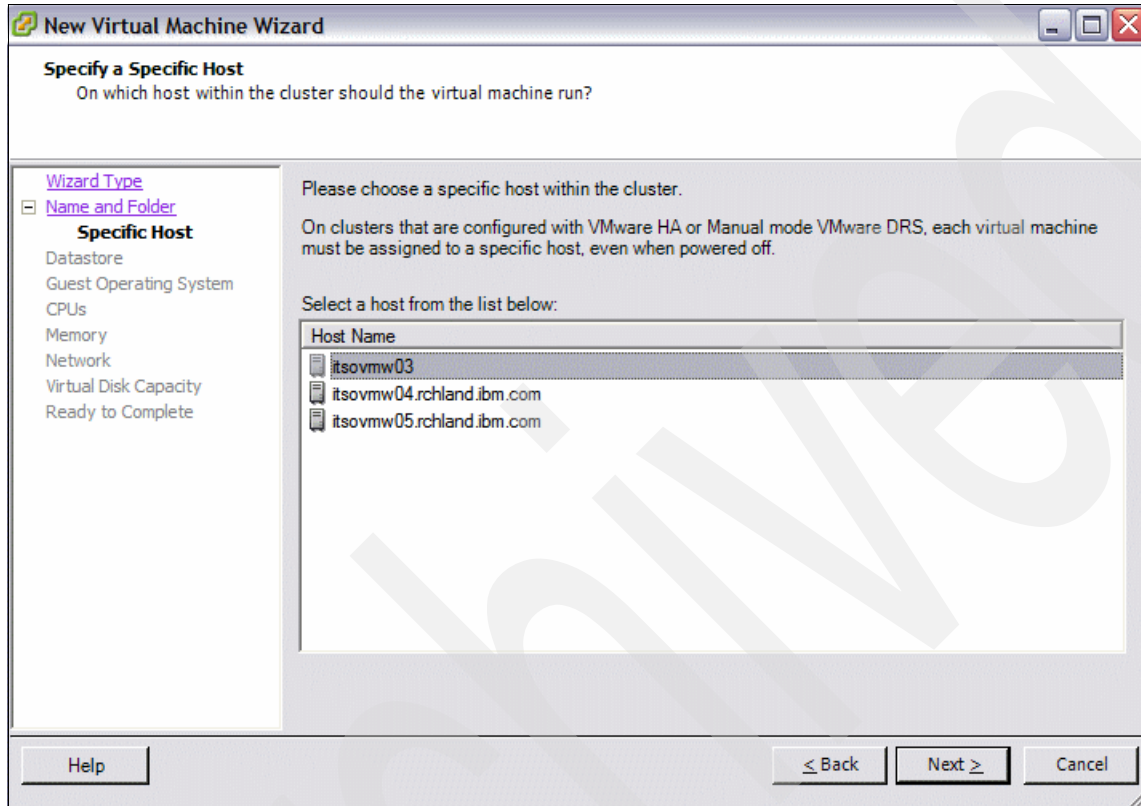 New Virtual Machine Wizard
Specify a Specific Host
On which host within the cluster should the virtual machine run?
Wizard Type
Name and Folder
Specific Host
Datastore
Guest Operating System
CPUs
Memory
Network
Virtual Disk Capacity
Ready to Complete
Please choose a specific host within the cluster.
On clusters that are configured with VMware HA or Manual mode VMware DRS, each virtual machine
must be assigned to a specific host, even when powered off.
Select a host from the list below:
Host Name
itsovmw03
itsovmw04.rchland.ibm.com
itsovmw05.rchland.ibm.com
Help
< Back
Next >
Cancel